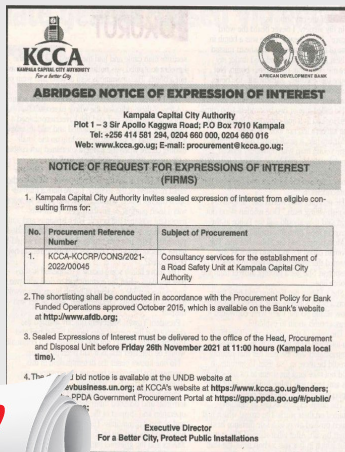 KCCA
KAMPALA CAPITAL CITY AUTHORITY
For a better City
AFRICAN DEVELOPMENT BANK
ABRIDGED NOTICE OF EXPRESSION OF INTEREST
Kampala Capital City Authority
Plot 1 – 3 Sir Apollo Kaggwa Road; P.O Box 7010 Kampala
Tel: +256 414 581 294, 0204 660 000, 0204 660 016
Web: www.kcca.go.ug; E-mail: procurement@kcca.go.ug;
NOTICE OF REQUEST FOR EXPRESSIONS OF INTEREST
(FIRMS)
1. Kampala Capital City Authority invites sealed expression of interest from eligible con-
sulting firms for:
No. Procurement Reference Number Subject of Procurement
1. KCCA-KCCRP/CONS/2021-2022/00045 Consultancy services for the establishment of
a Road Safety Unit at Kampala Capital City
Authority
2. The shortlisting shall be conducted in accordance with the Procurement Policy for Bank
Funded Operations approved October 2015, which is available on the Bank's website
at http://www.afdb.org;
3. Sealed Expressions of Interest must be delivered to the office of the Head, Procurement
and Disposal Unit before Friday 26th November 2021 at 11:00 hours (Kampala local
time).
4. The bid notice is available at the UNDB website at
evbusiness.un.org; at KCCA's website at https://www.kcca.go.ug/tenders;
PPDA Government Procurement Portal at https://gpp.ppda.go.ug/#/public/
Executive Director
For a Better City, Protect Public Installations